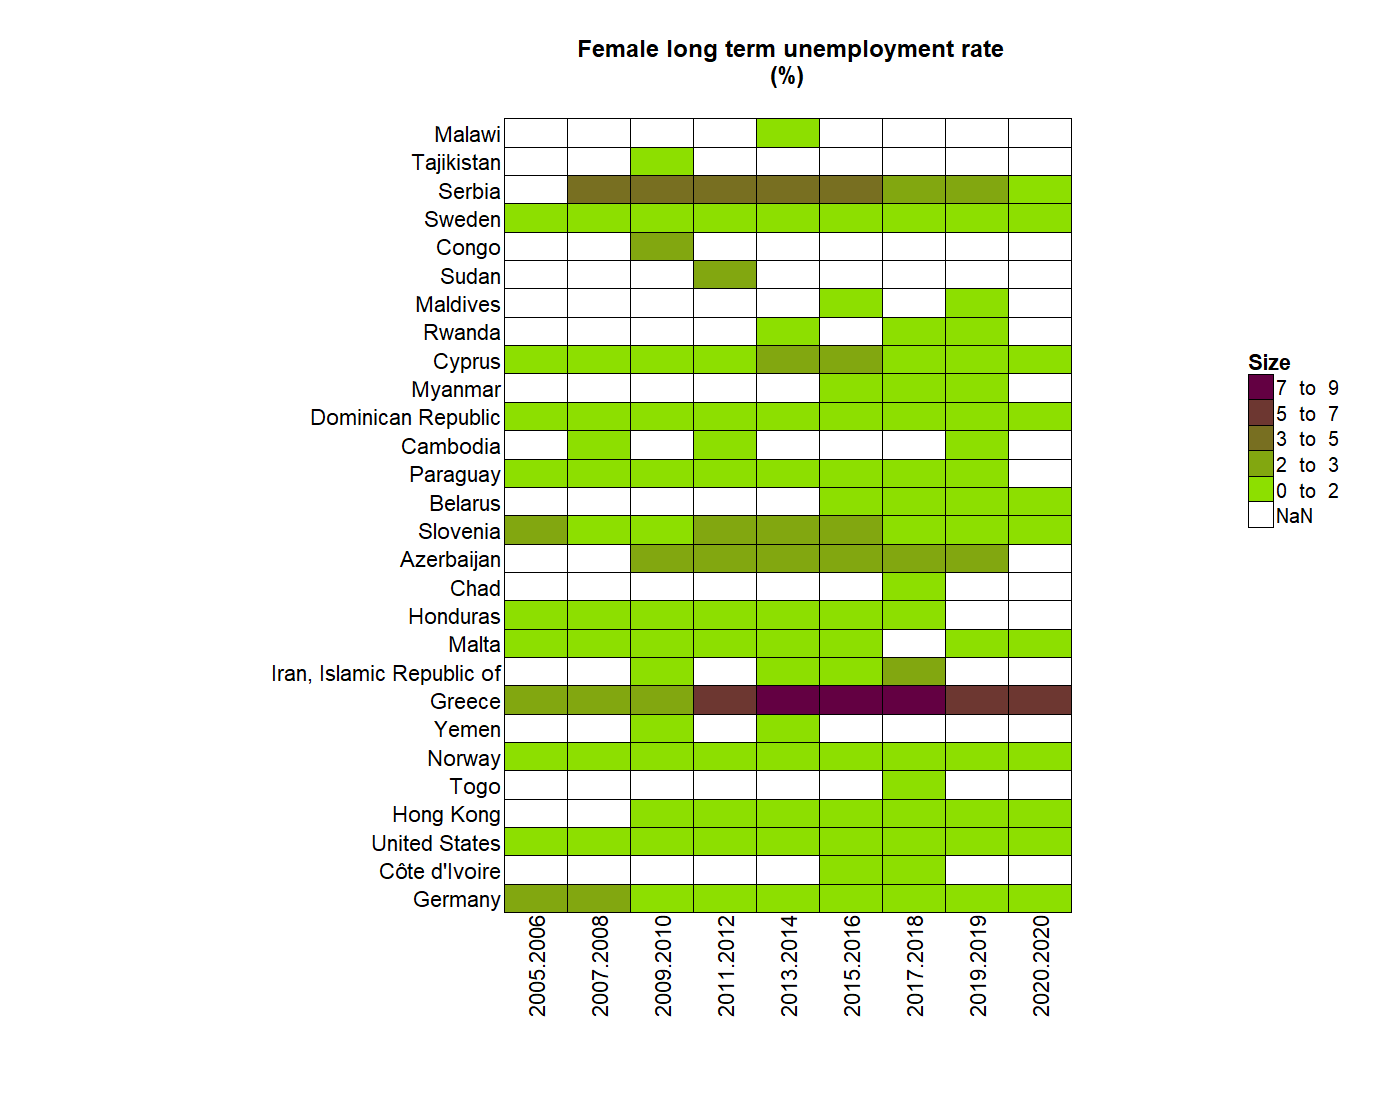 Female long term unemployment rate
(%)
Malawi
Tajikistan
Serbia
Sweden
Congo
Sudan
Maldives
Rwanda
Cyprus
Myanmar
Dominican Republic
Cambodia
Paraguay
Belarus
Slovenia
Azerbaijan
Chad
Honduras
Malta
Iran, Islamic Republic of
Greece
Yemen
Norway
Togo
Hong Kong
United States
Côte d'Ivoire
Germany
2005.2006
2007.2008
2009.2010
2011.2012
2013.2014
2015.2016
2017.2018
2019.2019
2020.2020
Size
7 to 9
5 to 7
3 to 5
2 to 3
0 to 2
NaN